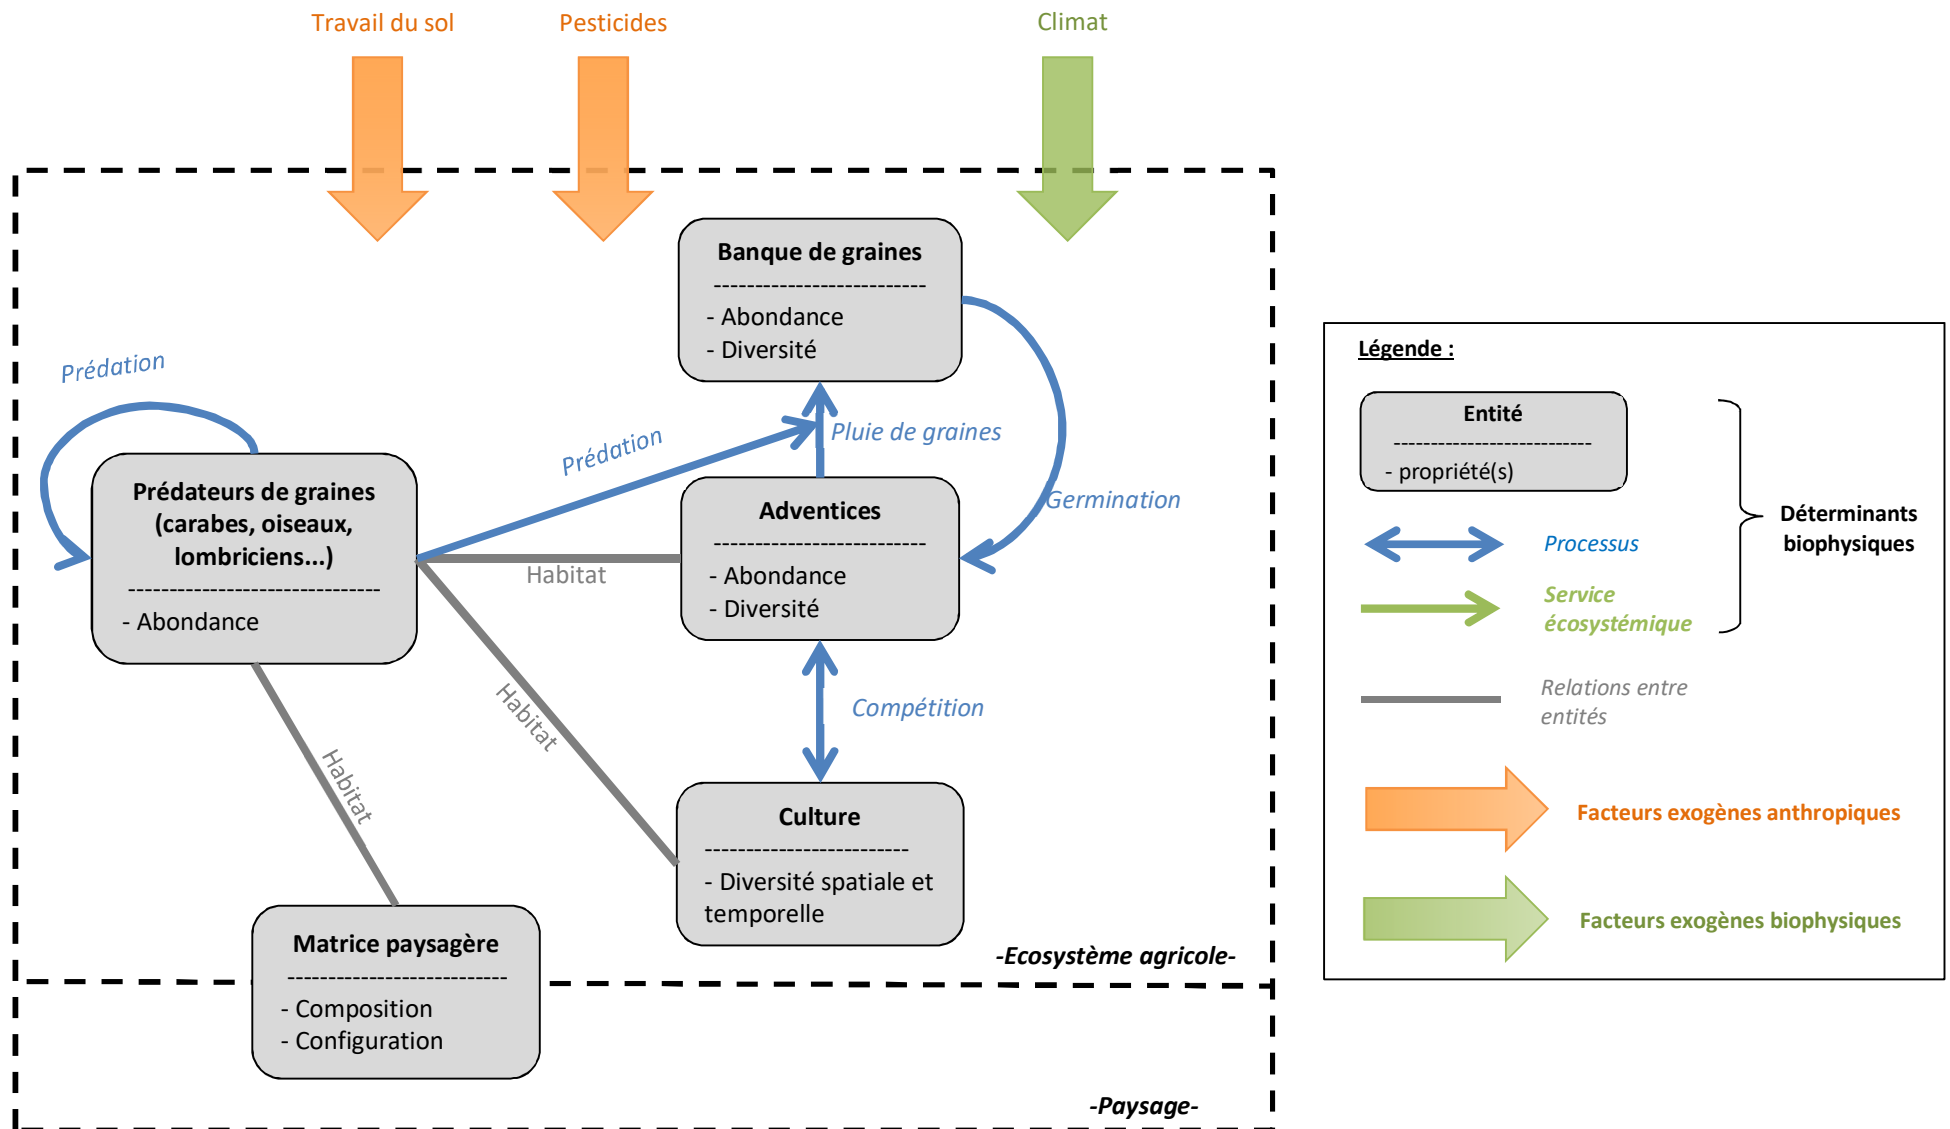 Travail du sol
Pesticides
Climat
Banque de graines
---------------------------
- Abondance
- Diversité
Prédation
Prédation
Pluie de graines
Germination
Prédateurs de graines
(carabes, oiseaux,
lombriciens...)
--------------------------------
- Abondance
Adventices
---------------------------
- Abondance
- Diversité
Habitat
Habitat
Habitat
Compétition
Culture
--------------------------
- Diversité spatiale et
temporelle
Matrice paysagère
----------------------------
- Composition
- Configuration
-Ecosystème agricole-
-Paysage-
Légende :
Entité
---------------------------
- propriété(s)
Processus
Service
écosystémique
Déterminants
biophysiques
Relations entre
entités
Facteurs exogènes anthropiques
Facteurs exogènes biophysiques